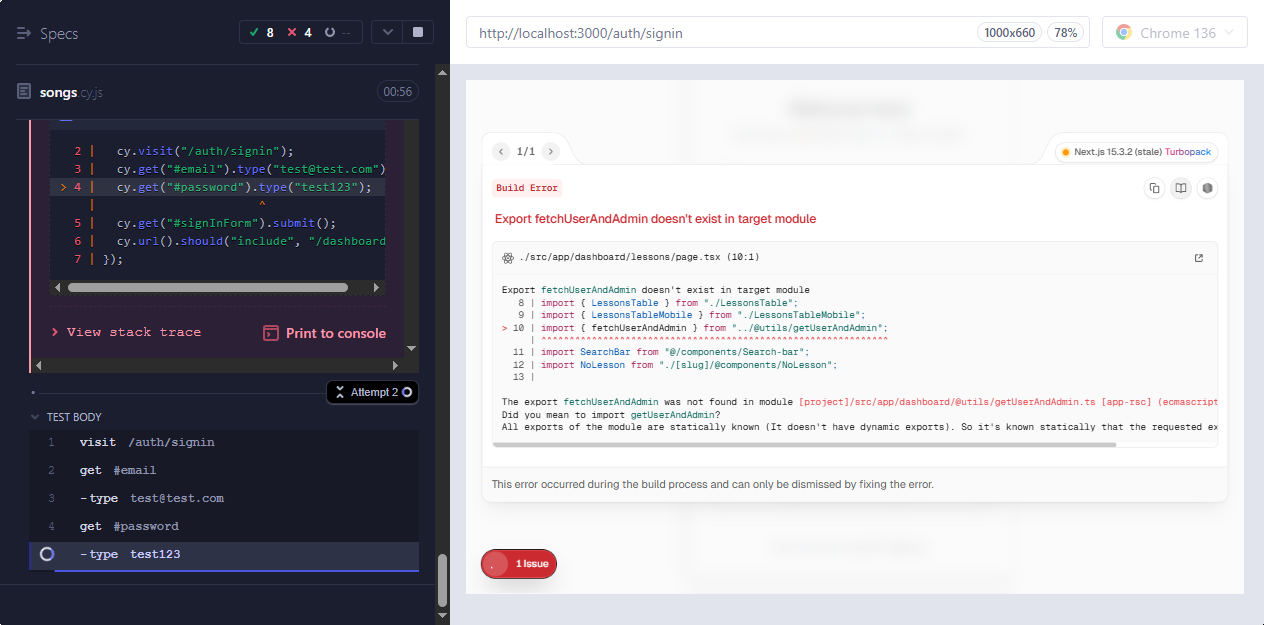 Specs
8 4 --
songs.cy.js
00:56
2 | cy.visit("/auth/signin");
3 | cy.get("#email").type("test@test.com")
> 4 | cy.get("#password").type("test123");
| ^
5 | cy.get("#signInForm").submit();
6 | cy.url().should("include", "/dashboard
7 | });
View stack trace
Print to console
Attempt 2
TEST BODY
1 visit /auth/signin
2 get #email
3 -type test@test.com
4 get #password
-type test123
http://localhost:3000/auth/signin
1000x660
78%
Chrome 136
1/1
Next.js 15.3.2 (stale) Turbopack
Build Error
Export fetchUserAndAdmin doesn't exist in target module
./src/app/dashboard/lessons/page.tsx (10:1)
Export fetchUserAndAdmin doesn't exist in target module
8 | import { LessonsTable } from "./LessonsTable";
9 | import { LessonsTableMobile } from "./LessonsTableMobile";
> 10 | import { fetchUserAndAdmin } from "../@utils/getUserAndAdmin";
| ^^^^^^^^^^^^^^^^^^^^^^^^^^^^^^^^^^^^^^^^^^^^^^^^^^^^^^^^^^^^^^
11 | import SearchBar from "@/components/Search-bar";
12 | import NoLesson from "./[slug]/@components/NoLesson";
13 |
The export fetchUserAndAdmin was not found in module [project]/src/app/dashboard/@utils/getUserAndAdmin.ts [app-rsc] (ecmascript
Did you mean to import getUserAndAdmin?
All exports of the module are statically known (It doesn't have dynamic exports). So it's known statically that the requested ex
This error occurred during the build process and can only be dismissed by fixing the error.
1 Issue